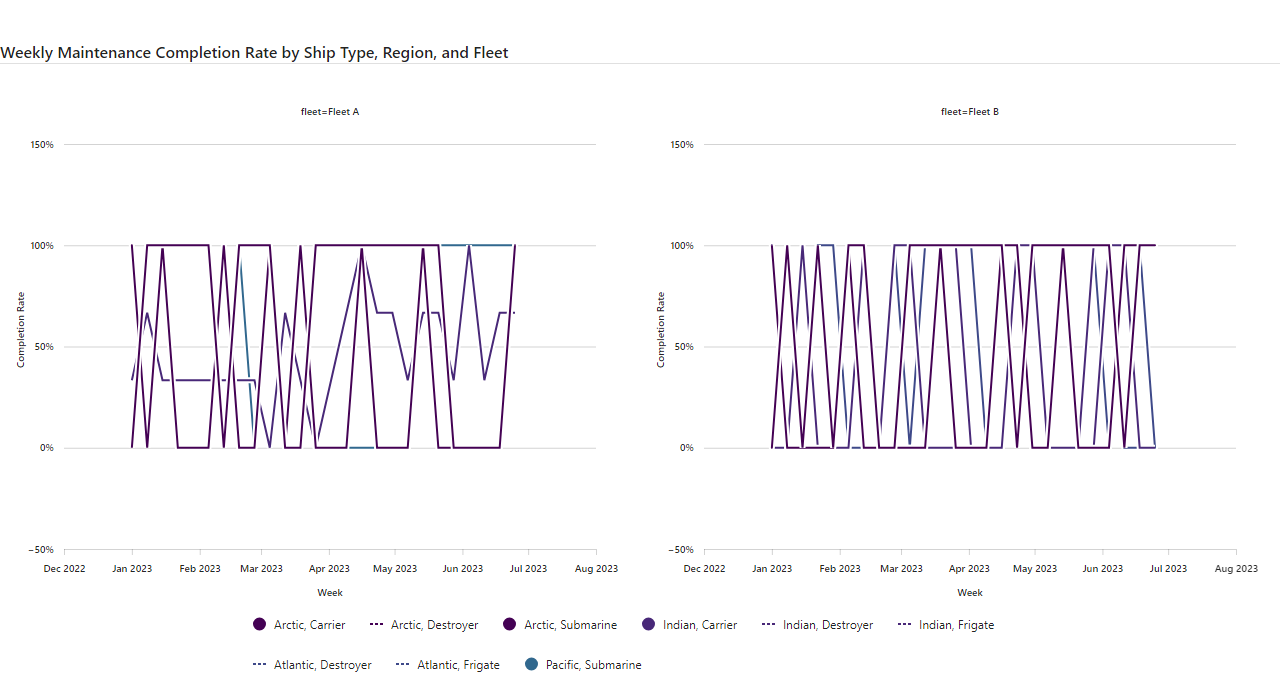 Weekly Maintenance Completion Rate by Ship Type, Region, and Fleet
fleet=Fleet A
fleet=Fleet B
150%
100%
50%
0%
−50%
Completion Rate
Dec 2022 Jan 2023 Feb 2023 Mar 2023 Apr 2023 May 2023 Jun 2023 Jul 2023 Aug 2023
Week
150%
100%
50%
0%
−50%
Completion Rate
Dec 2022 Jan 2023 Feb 2023 Mar 2023 Apr 2023 May 2023 Jun 2023 Jul 2023 Aug 2023
Week
Arctic, Carrier Arctic, Destroyer Arctic, Submarine Indian, Carrier Indian, Destroyer Indian, Frigate
Atlantic, Destroyer Atlantic, Frigate Pacific, Submarine